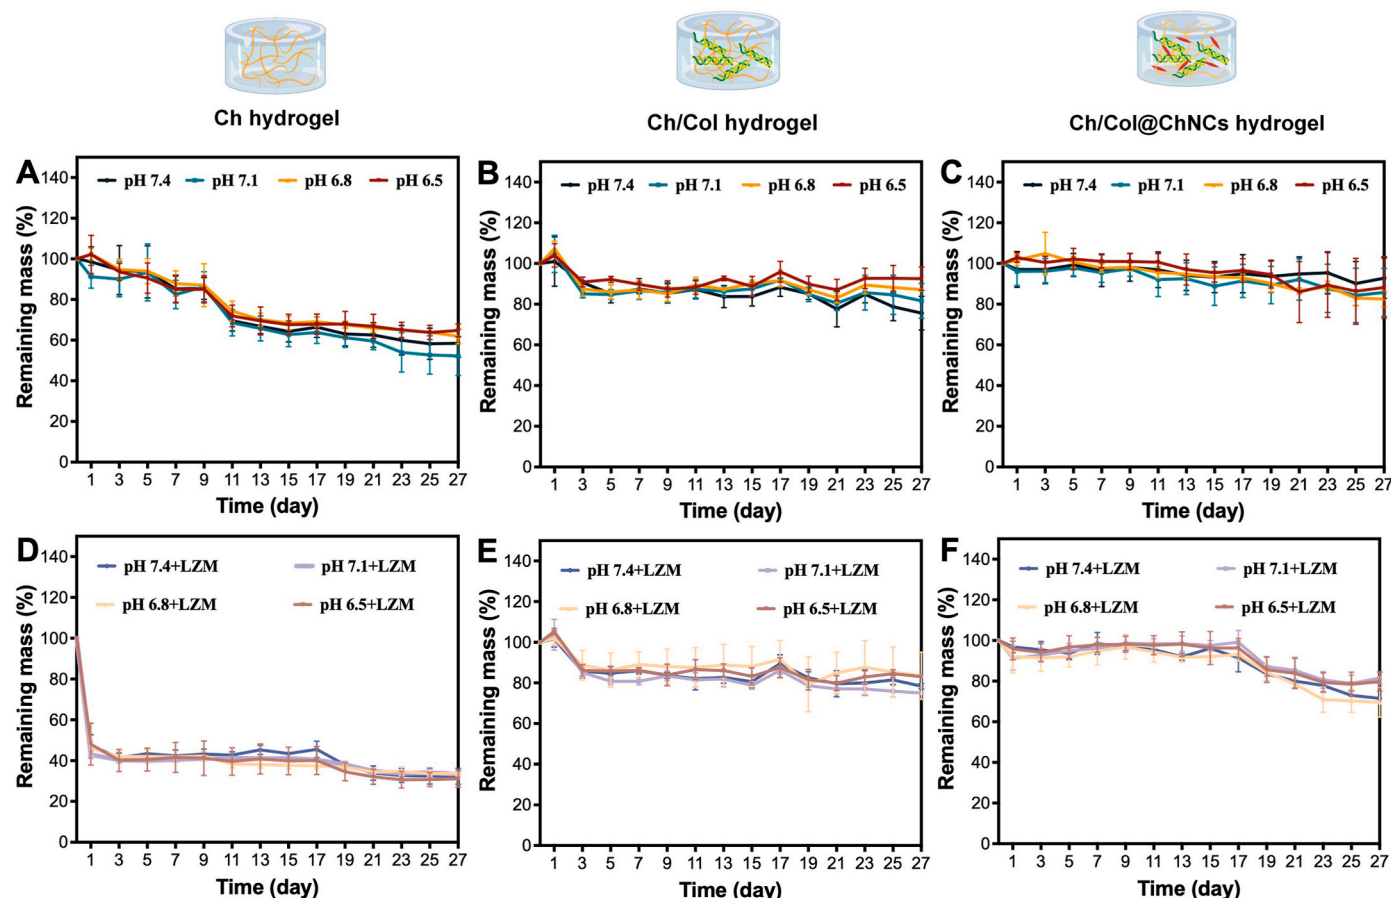 Ch hydrogel
Ch/Col hydrogel
Ch/Col@ChNCs hydrogel
A
Remaining mass (%)
140
120
100
80
60
40
20
0
pH 7.4 pH 7.1 pH 6.8 pH 6.5
1 3 5 7 9 11 13 15 17 19 21 23 25 27
Time (day)
B
Remaining mass (%)
140
120
100
80
60
40
20
0
pH 7.4 pH 7.1 pH 6.8 pH 6.5
1 3 5 7 9 11 13 15 17 19 21 23 25 27
Time (day)
C
Remaining mass (%)
140
120
100
80
60
40
20
0
pH 7.4 pH 7.1 pH 6.8 pH 6.5
1 3 5 7 9 11 13 15 17 19 21 23 25 27
Time (day)
D
Remaining mass (%)
140
120
100
80
60
40
20
0
pH 7.4+LZM pH 7.1+LZM
pH 6.8+LZM pH 6.5+LZM
1 3 5 7 9 11 13 15 17 19 21 23 25 27
Time (day)
E
Remaining mass (%)
140
120
100
80
60
40
20
0
pH 7.4+LZM pH 7.1+LZM
pH 6.8+LZM pH 6.5+LZM
1 3 5 7 9 11 13 15 17 19 21 23 25 27
Time (day)
F
Remaining mass (%)
140
120
100
80
60
40
20
0
pH 7.4+LZM pH 7.1+LZM
pH 6.8+LZM pH 6.5+LZM
1 3 5 7 9 11 13 15 17 19 21 23 25 27
Time (day)